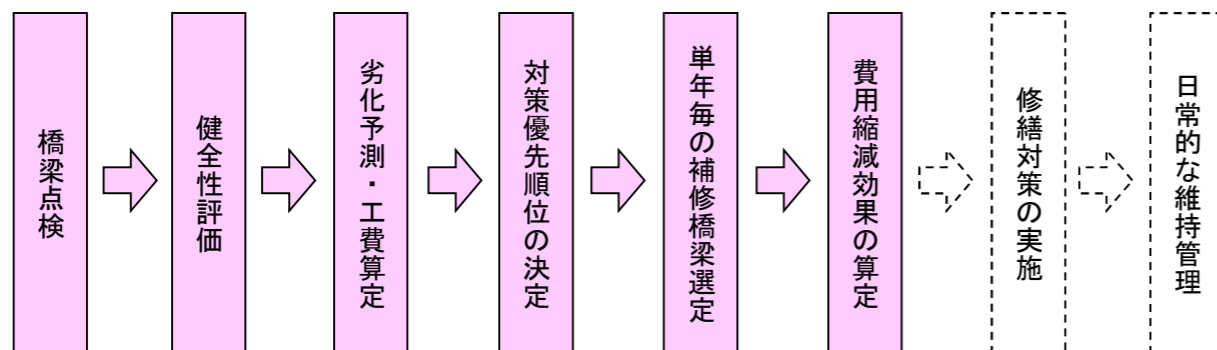 橋梁点検
健全性評価
劣化予測・工費算定
対策優先順位の決定
単年毎の補修橋梁選定
費用縮減効果の算定
修繕対策の実施
日常的な維持管理